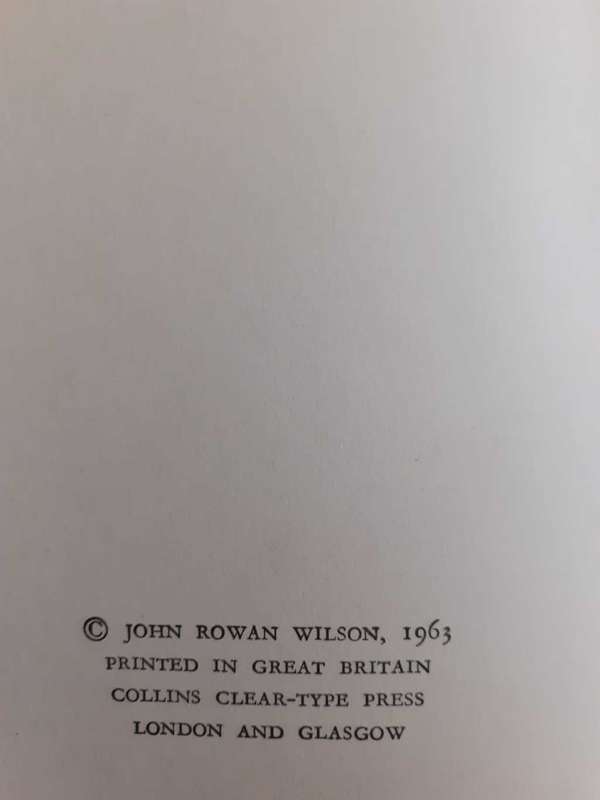 © JOHN ROWAN WILSON, 1963
PRINTED IN GREAT BRITAIN
COLLINS CLEAR-TYPE PRESS
LONDON AND GLASGOW